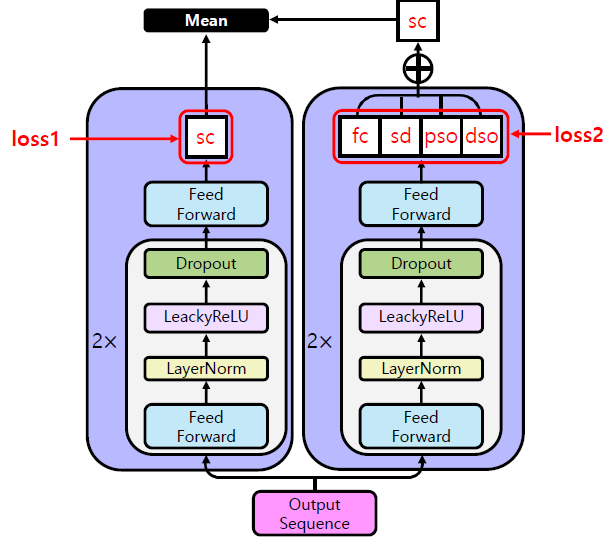 Mean
sc
loss1
sc
fc sd pso dso
loss2
Feed
Forward
Feed
Forward
Dropout
Dropout
LeackyReLU
LeackyReLU
2×
2×
LayerNorm
LayerNorm
Feed
Forward
Feed
Forward
Output
Sequence